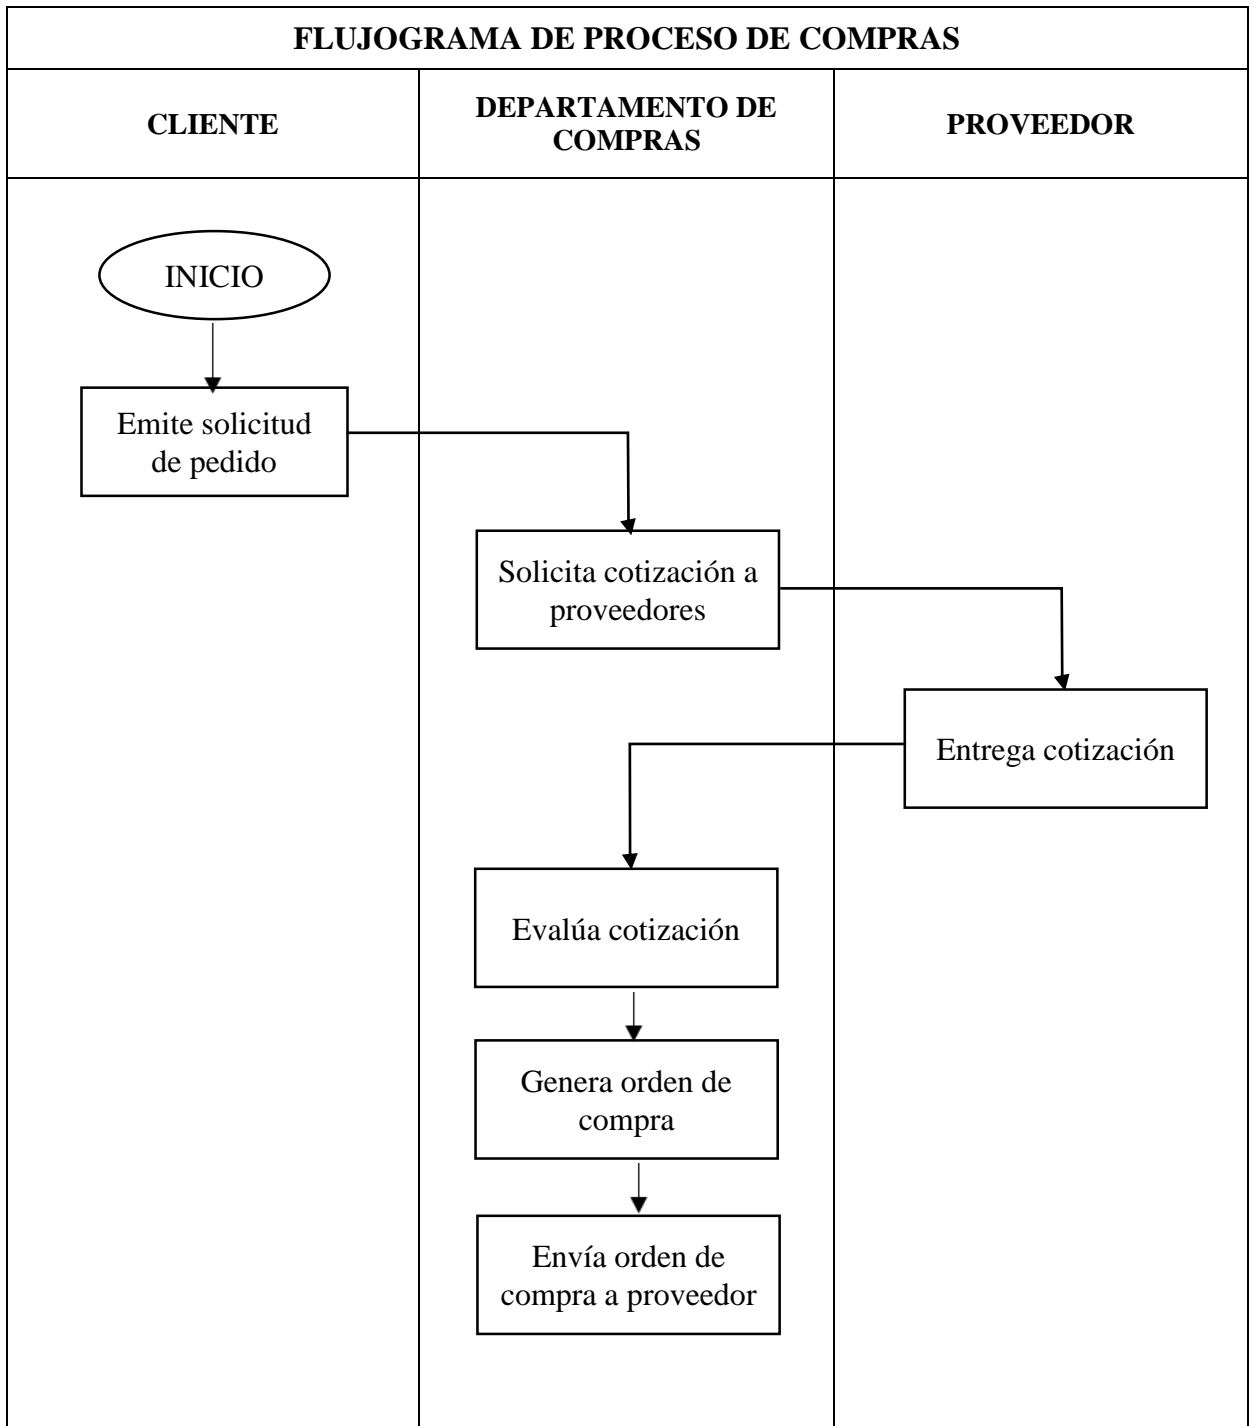 FLUJOGRAMA DE PROCESO DE COMPRAS
CLIENTE
DEPARTAMENTO DE
COMPRAS
PROVEEDOR
INICIO
Emite solicitud
de pedido
Solicita cotización a
proveedores
Entrega cotización
Evalúa cotización
Genera orden de
compra
Envía orden de
compra a proveedor